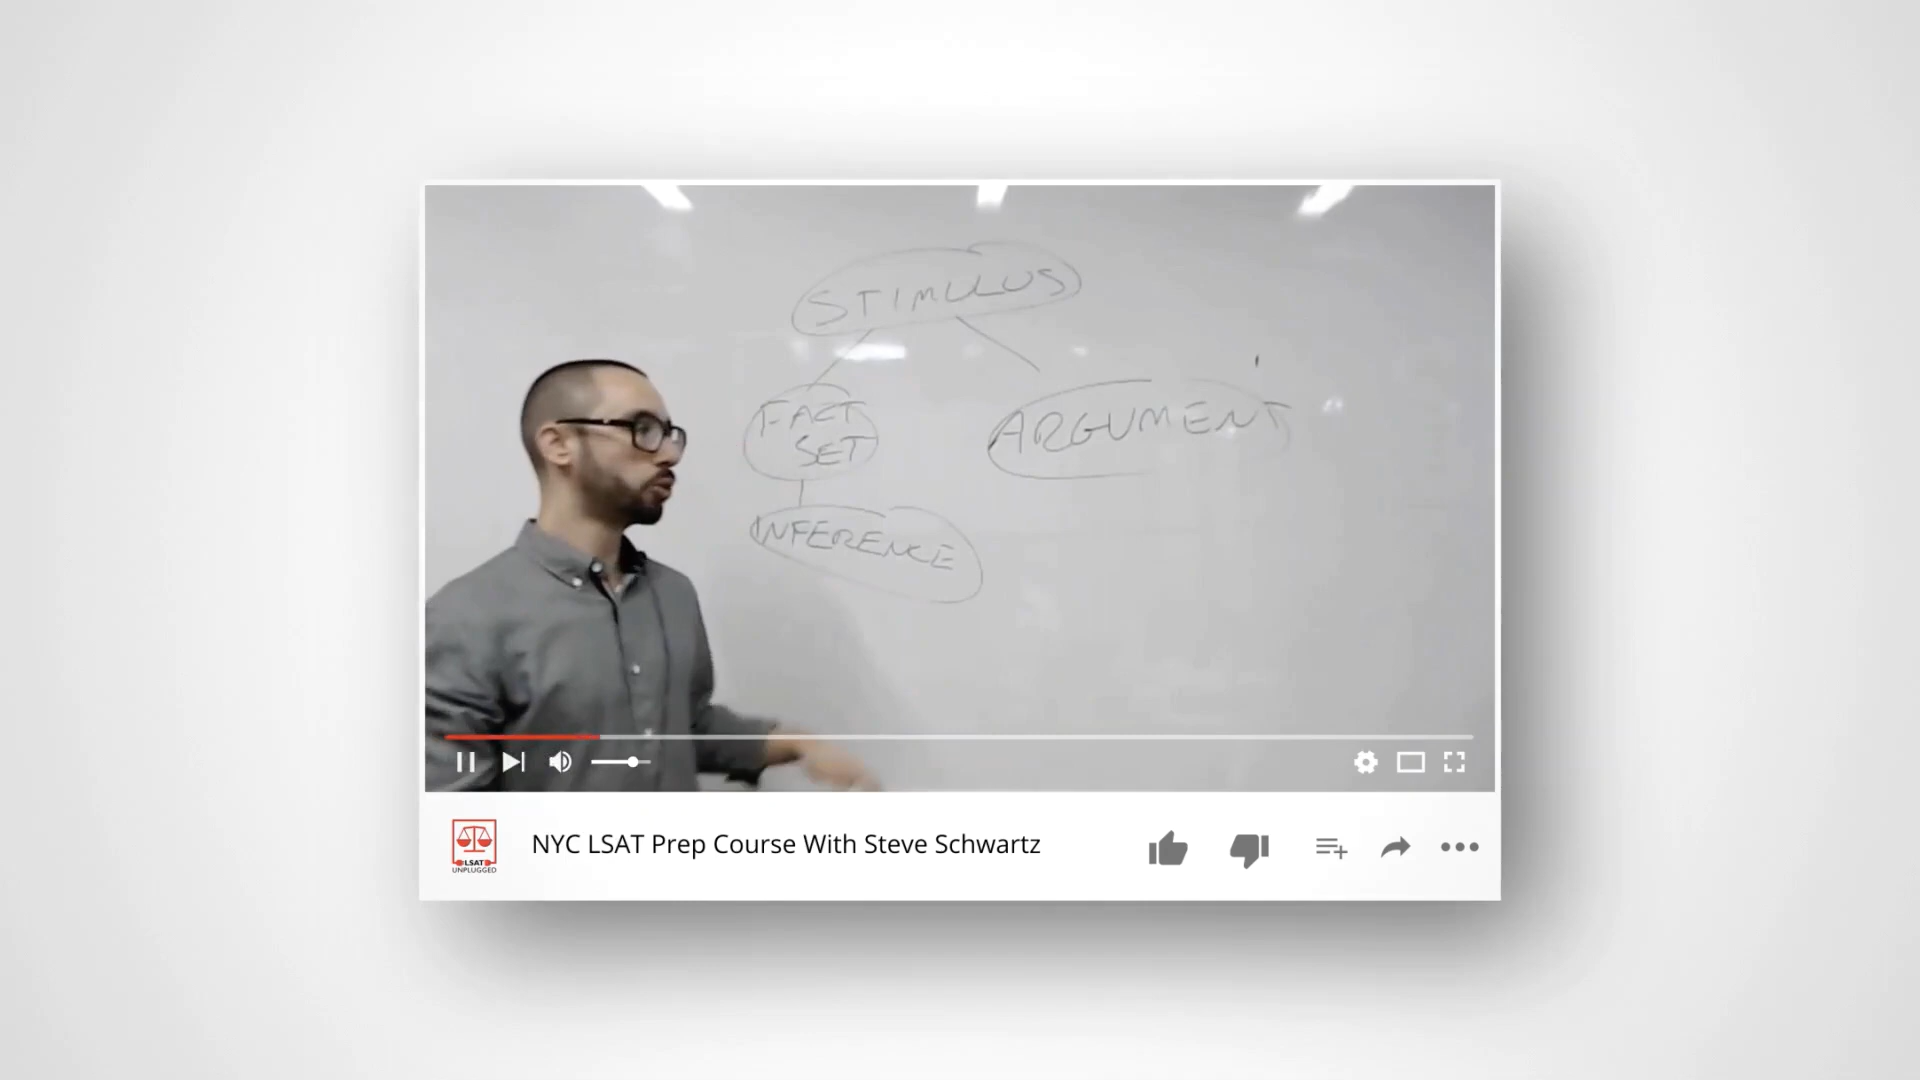 STIMULUS
FACT
SET
ARGUMENT
INFERENCE
NYC LSAT Prep Course With Steve Schwartz
LSAT
UNPLUGGED